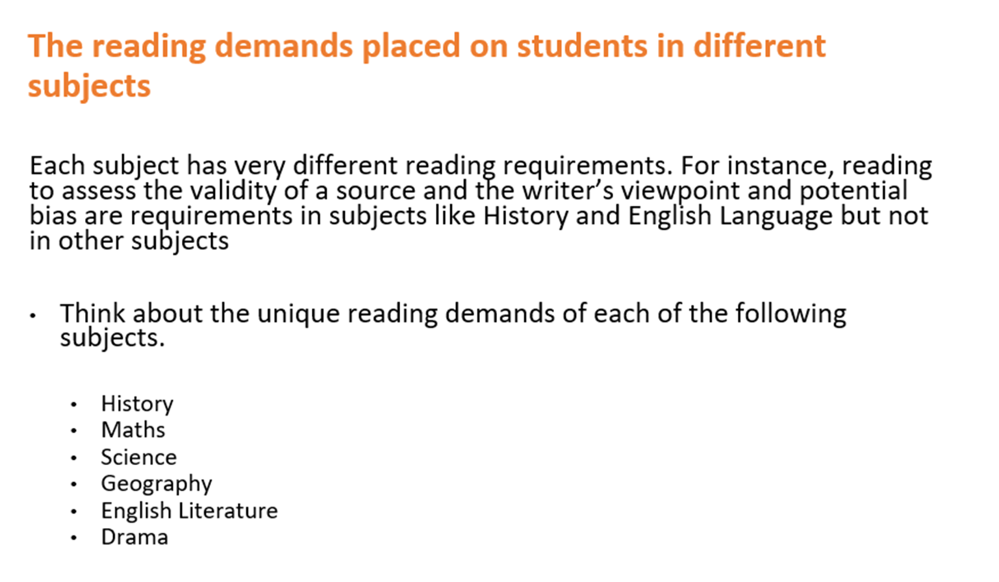 The reading demands placed on students in different
subjects
Each subject has very different reading requirements. For instance, reading
to assess the validity of a source and the writer’s viewpoint and potential
bias are requirements in subjects like History and English Language but not
in other subjects
• Think about the unique reading demands of each of the following
subjects.
• History
• Maths
• Science
• Geography
• English Literature
• Drama